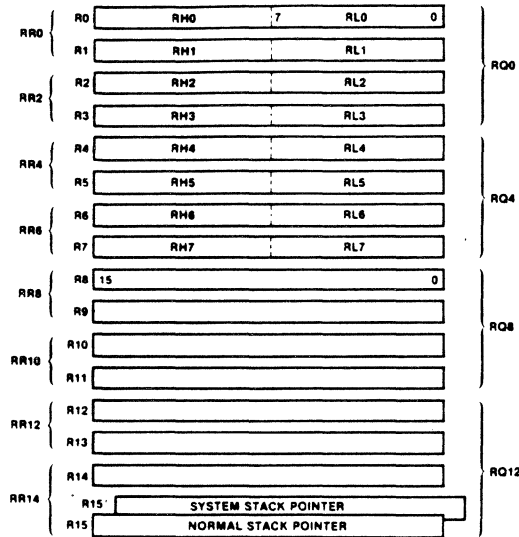 R0 RH0 7 RL0 0
RR0
R1 RH1 RL1
RQ0
R2 RH2 RL2
RR2
R3 RH3 RL3
R4 RH4 RL4
RR4
R5 RH5 RL5
RQ4
R6 RH6 RL6
RR6
R7 RH7 RL7
R8 15 0
RR8
R9
RQ8
R10
RR10
R11
R12
RR12
R13
RQ12
R14
RR14
R15' SYSTEM STACK POINTER
R15 NORMAL STACK POINTER